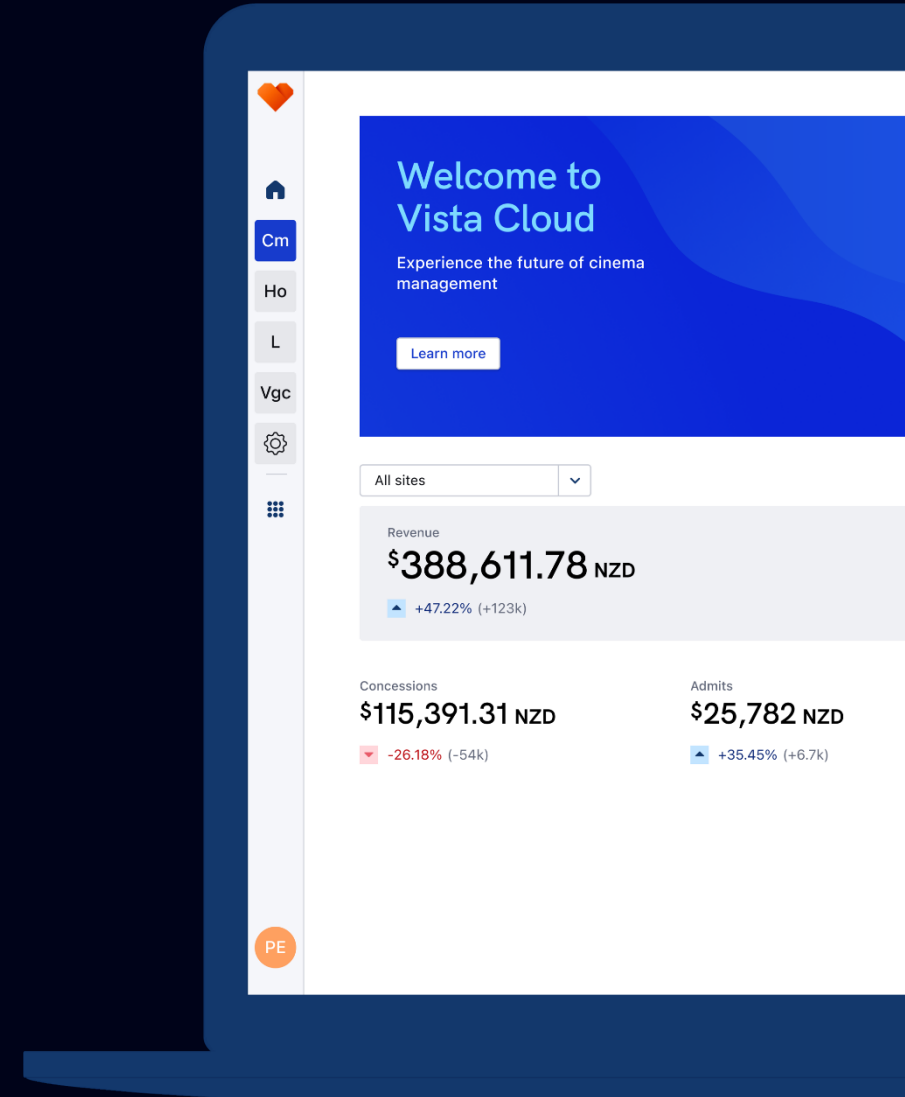 Welcome to
Vista Cloud
Experience the future of cinema
management
Learn more
Cm
Ho
L
Vgc
All sites
Revenue
$388,611.78 NZD
+47.22% (+123k)
Concessions
$115,391.31 NZD
-26.18% (-54k)
Admits
$25,782 NZD
+35.45% (+6.7k)
PE